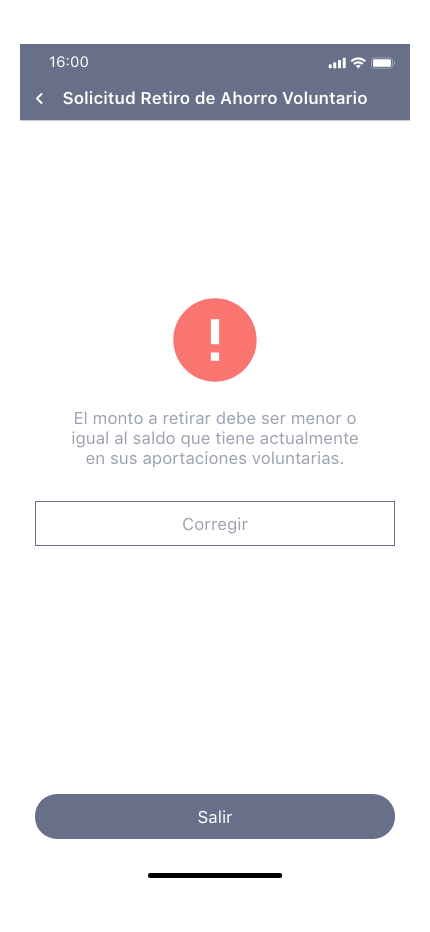 16:00
Solicitud Retiro de Ahorro Voluntario
El monto a retirar debe ser menor o
igual al saldo que tiene actualmente
en sus aportaciones voluntarias.
Corregir
Salir